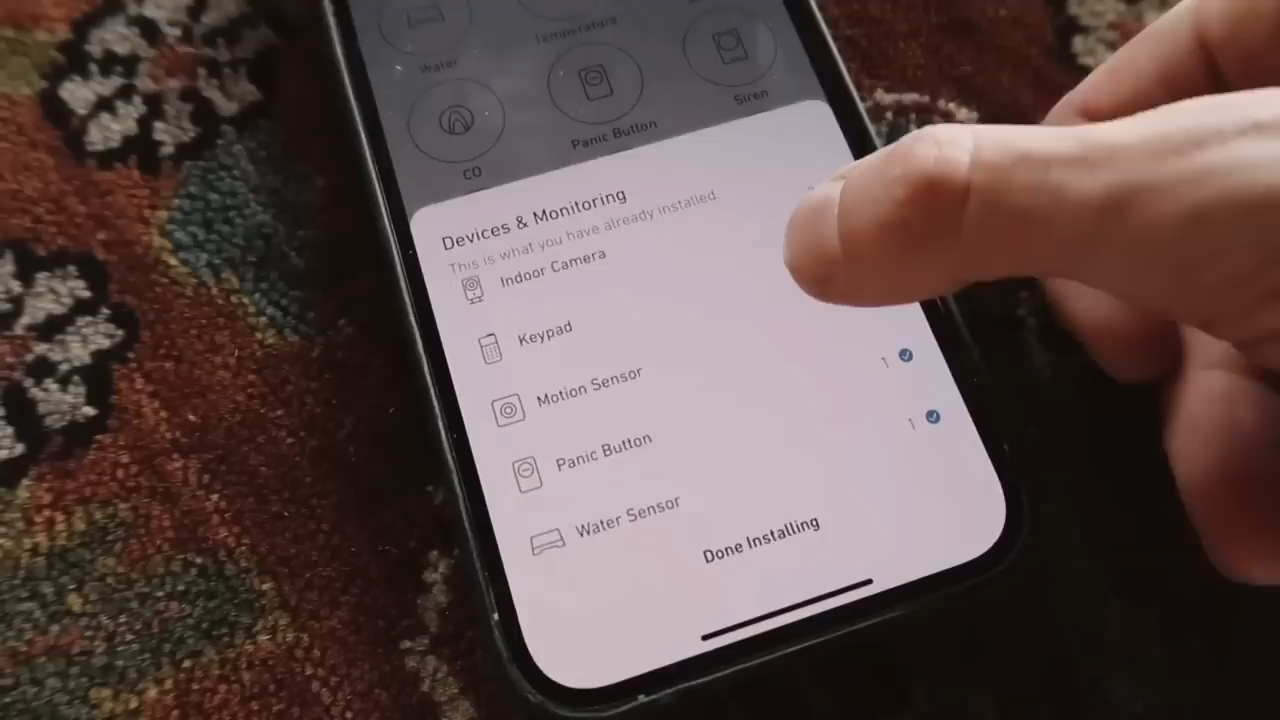 Temperature
Water
Siren
Panic Button
CO
Devices & Monitoring
This is what you have already installed.
Indoor Camera
Keypad
Motion Sensor
1
Panic Button
1
Water Sensor
Done Installing